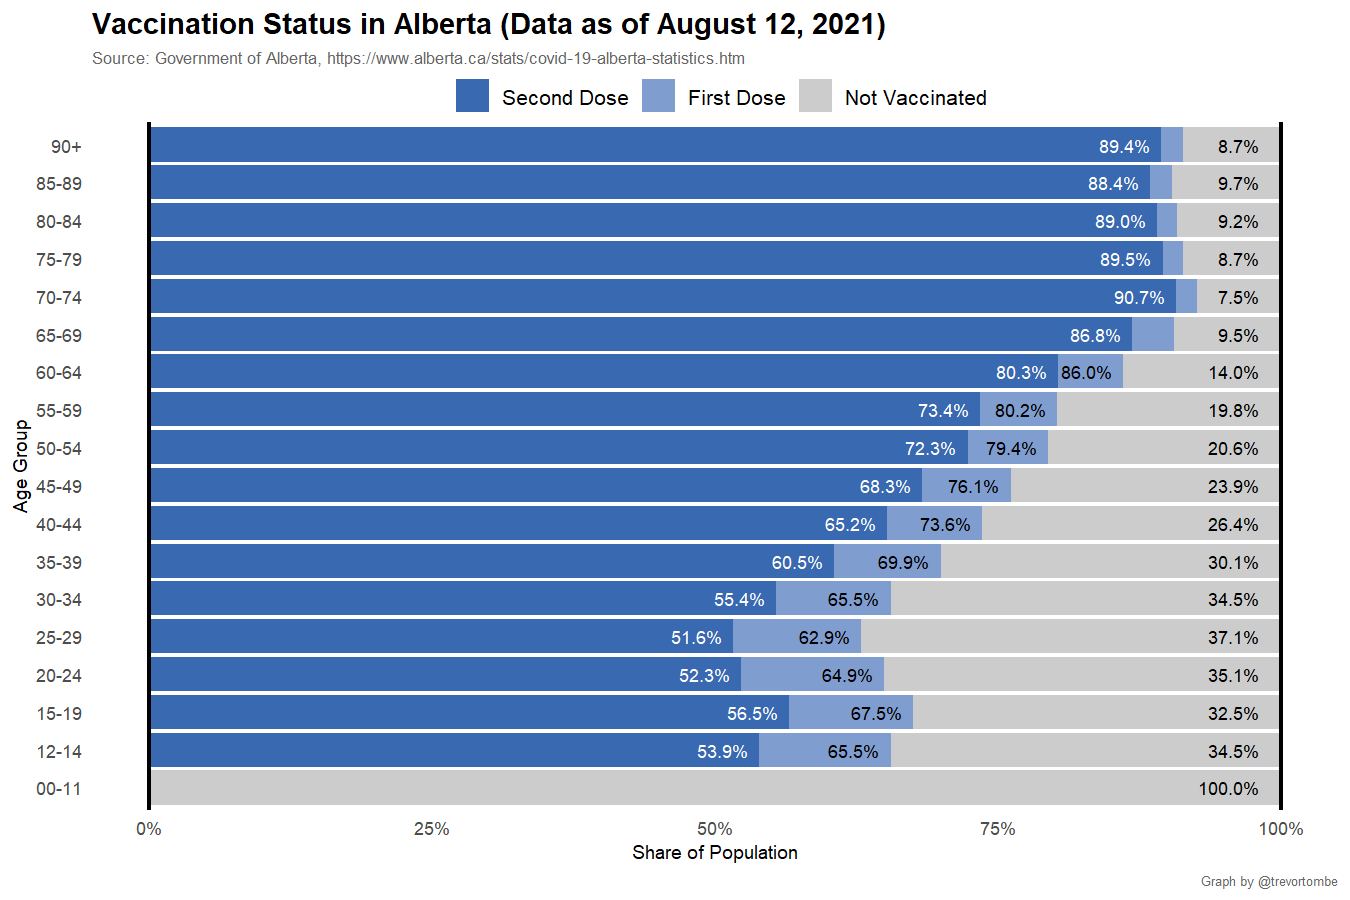 Vaccination Status in Alberta (Data as of August 12, 2021)
Source: Government of Alberta, https://www.alberta.ca/stats/covid-19-alberta-statistics.htm
Second Dose First Dose Not Vaccinated
90+ 89.4% 8.7%
85-89 88.4% 9.7%
80-84 89.0% 9.2%
75-79 89.5% 8.7%
70-74 90.7% 7.5%
65-69 86.8% 9.5%
60-64 80.3% 86.0% 14.0%
55-59 73.4% 80.2% 19.8%
50-54 72.3% 79.4% 20.6%
Age Group
45-49 68.3% 76.1% 23.9%
40-44 65.2% 73.6% 26.4%
35-39 60.5% 69.9% 30.1%
30-34 55.4% 65.5% 34.5%
25-29 51.6% 62.9% 37.1%
20-24 52.3% 64.9% 35.1%
15-19 56.5% 67.5% 32.5%
12-14 53.9% 65.5% 34.5%
00-11 100.0%
0% 25% 50% 75% 100%
Share of Population
Graph by @trevortombe